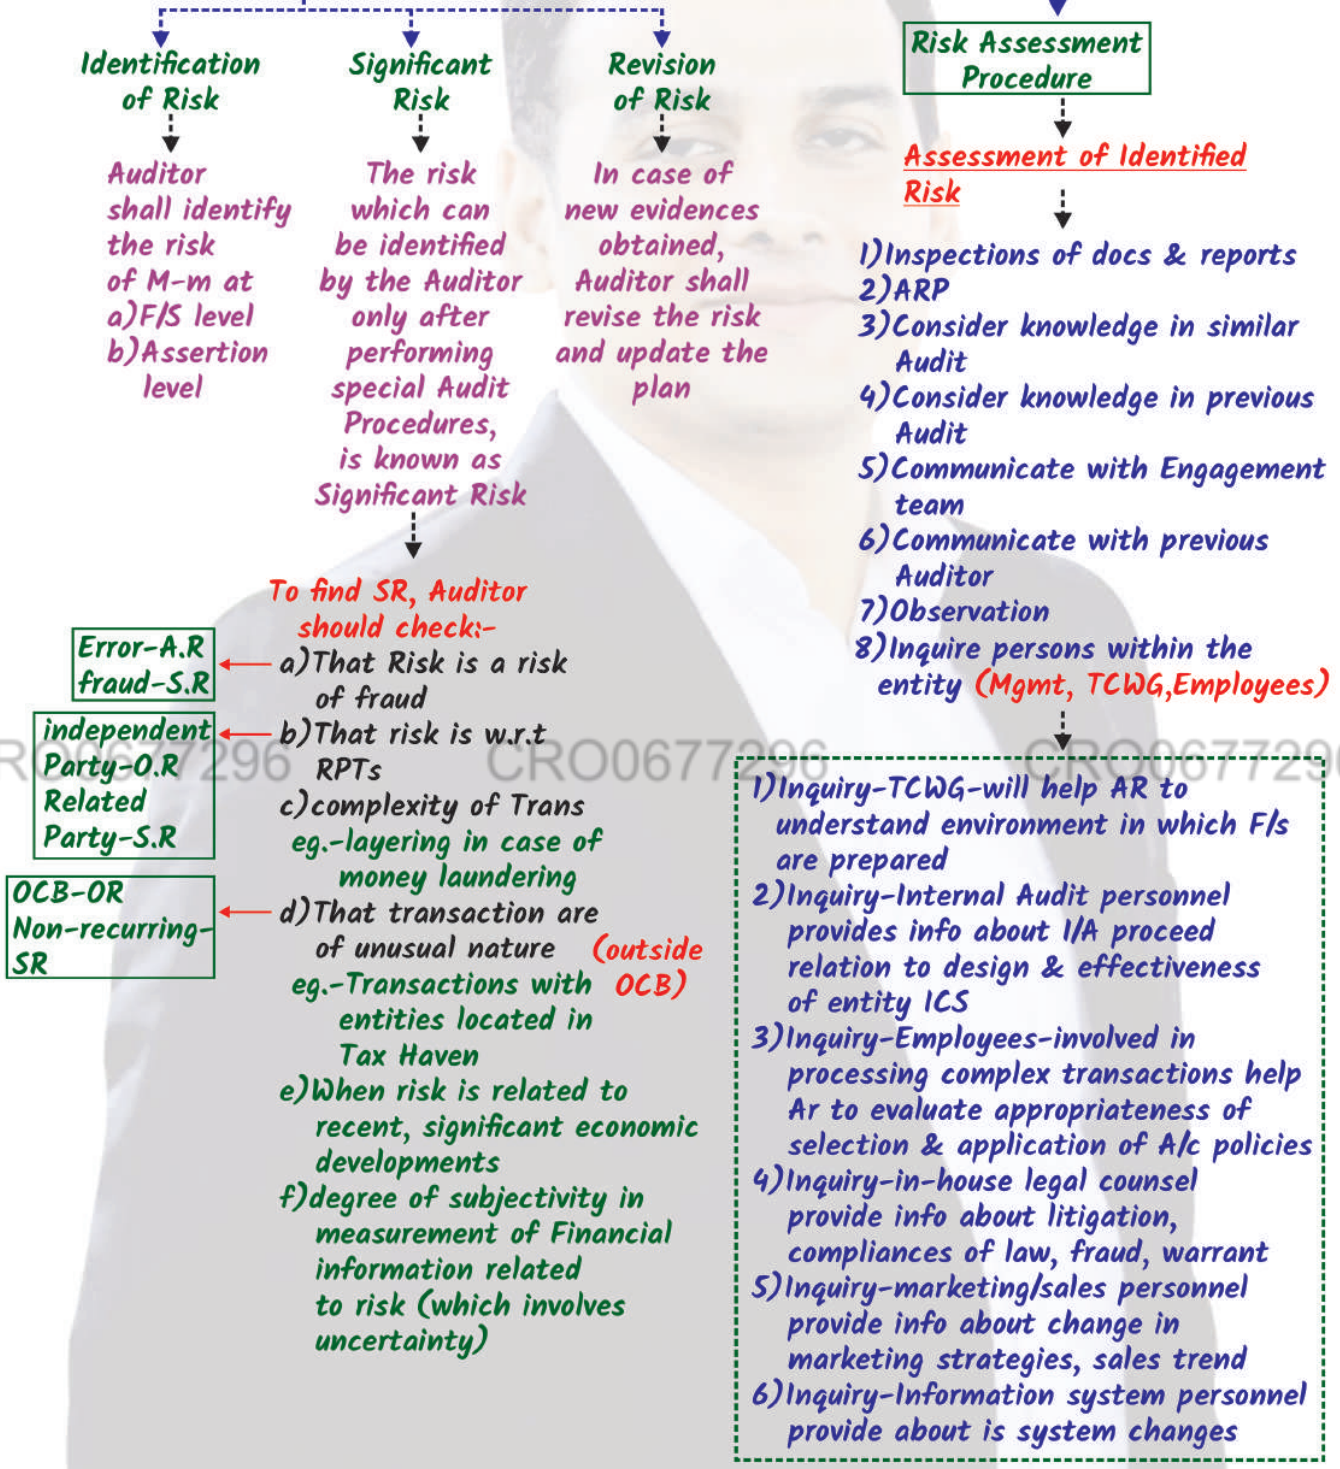 Identification
of Risk
Auditor
shall identify
the risk
of M-m at
a)F/S level
b)Assertion
level
Significant
Risk
The risk
which can
be identified
by the Auditor
only after
performing
special Audit
Procedures,
is known as
Significant Risk
To find SR, Auditor
should check:-
a)That Risk is a risk
of fraud
Error-A.R
fraud-S.R
b)That risk is w.r.t
RPTs
independent
Party-O.R
Related
Party-S.R
c)complexity of Trans
eg.-layering in case of
money laundering
d)That transaction are
of unusual nature (outside
OCB)
OCB-OR
Non-recurring-
SR
eg.-Transactions with
entities located in
Tax Haven
e)When risk is related to
recent, significant economic
developments
f)degree of subjectivity in
measurement of Financial
information related
to risk (which involves
uncertainty)
Revision
of Risk
In case of
new evidences
obtained,
Auditor shall
revise the risk
and update the
plan
Risk Assessment
Procedure
Assessment of Identified
Risk
1)Inspections of docs & reports
2)ARP
3)Consider knowledge in similar
Audit
4)Consider knowledge in previous
Audit
5)Communicate with Engagement
team
6)Communicate with previous
Auditor
7)Observation
8)Inquire persons within the
entity (Mgmt, TCWG,Employees)
1)Inquiry-TCWG-will help AR to
understand environment in which F/s
are prepared
2)Inquiry-Internal Audit personnel
provides info about I/A proceed
relation to design & effectiveness
of entity ICS
3)Inquiry-Employees-involved in
processing complex transactions help
Ar to evaluate appropriateness of
selection & application of A/c policies
4)Inquiry-in-house legal counsel
provide info about litigation,
compliances of law, fraud, warrant
5)Inquiry-marketing/sales personnel
provide info about change in
marketing strategies, sales trend
6)Inquiry-Information system personnel
provide about is system changes
RO0677296 CRO0677296 CRO0677296